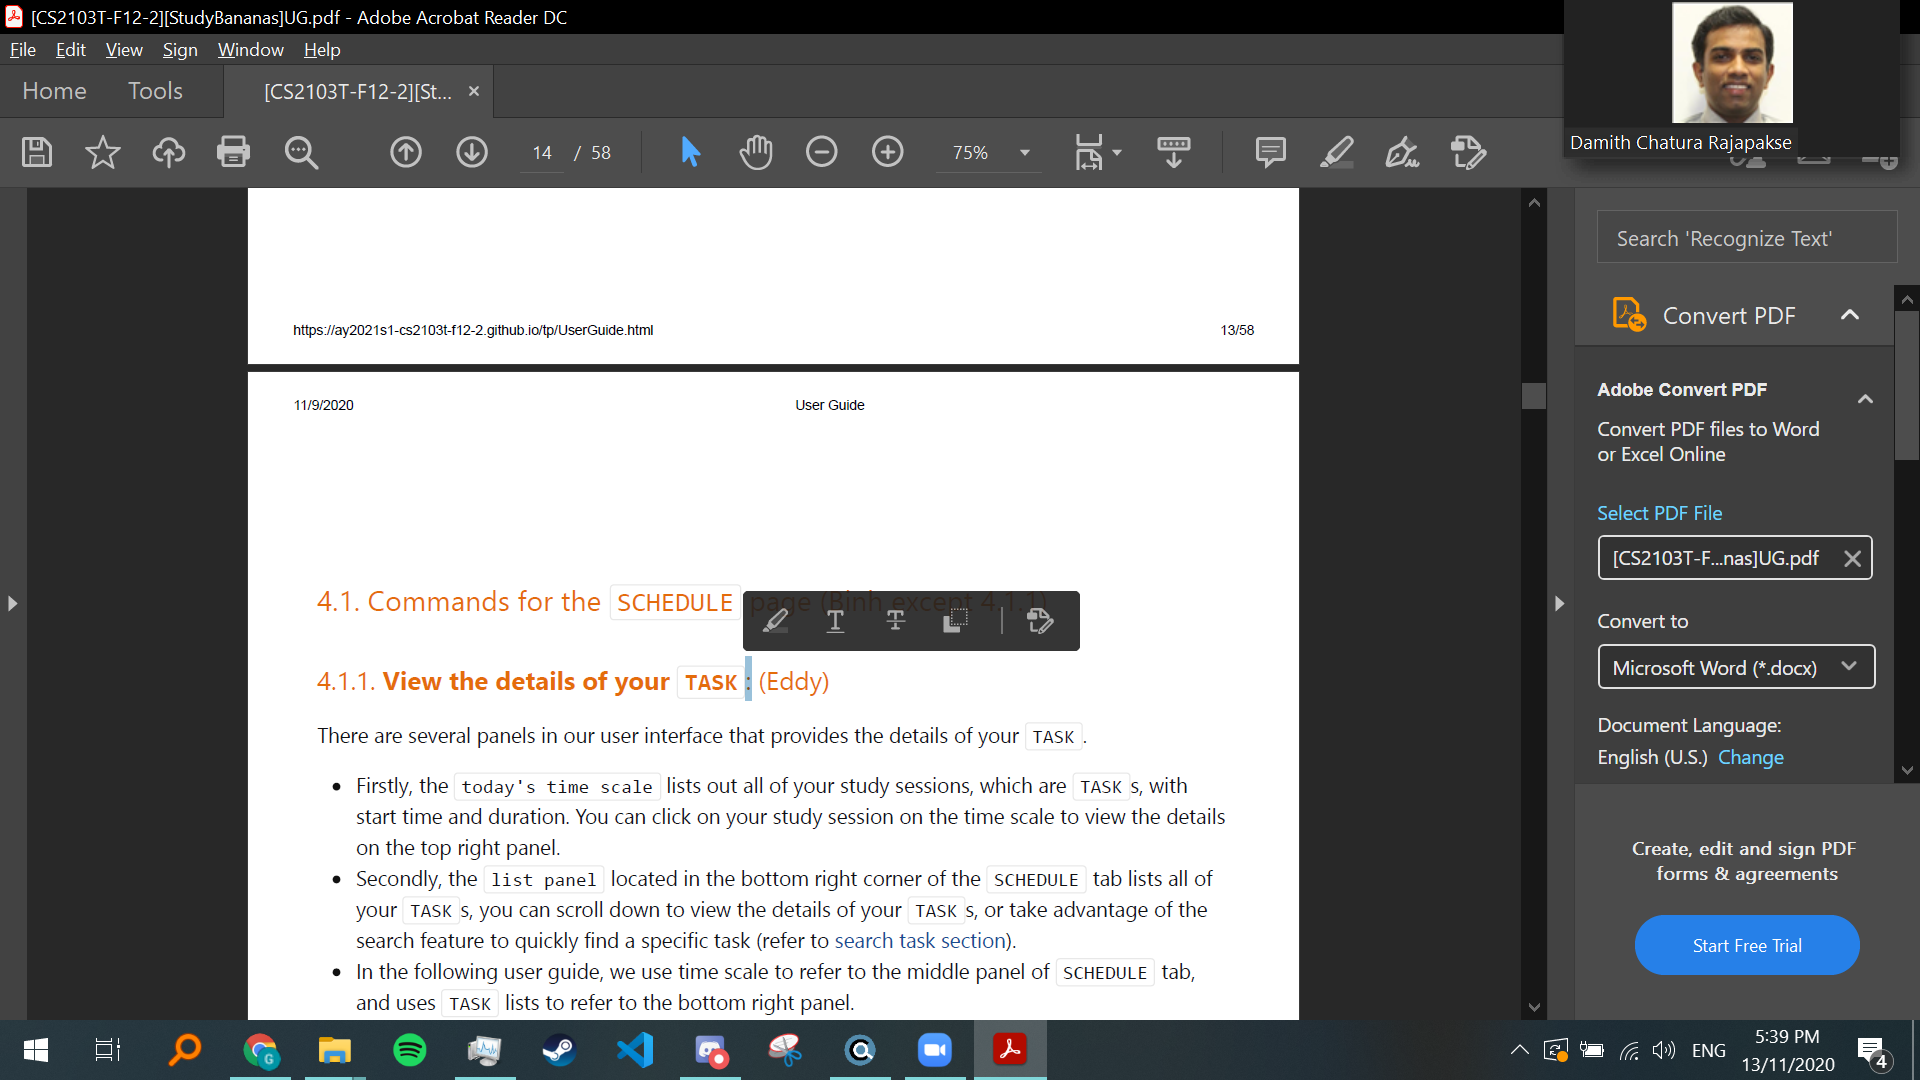 [CS2103T-F12-2][StudyBananas]UG.pdf - Adobe Acrobat Reader DC
File Edit View Sign Window Help
Home Tools [CS2103T-F12-2][St... ×
14 / 58 75%
Damith Chatura Rajapakse
https://ay2021s1-cs2103t-f12-2.github.io/tp/UserGuide.html 13/58
11/9/2020 User Guide
4.1. Commands for the SCHEDULE page (Binh except 4.1.1)
4.1.1. View the details of your TASK: (Eddy)
There are several panels in our user interface that provides the details of your TASK.
• Firstly, the today's time scale lists out all of your study sessions, which are TASKs, with
start time and duration. You can click on your study session on the time scale to view the details
on the top right panel.
• Secondly, the list panel located in the bottom right corner of the SCHEDULE tab lists all of
your TASKs, you can scroll down to view the details of your TASKs, or take advantage of the
search feature to quickly find a specific task (refer to search task section).
• In the following user guide, we use time scale to refer to the middle panel of SCHEDULE tab,
and uses TASK lists to refer to the bottom right panel.
Search 'Recognize Text'
Convert PDF
Adobe Convert PDF
Convert PDF files to Word
or Excel Online
Select PDF File
[CS2103T-F...nas]UG.pdf
Convert to
Microsoft Word (*.docx)
Document Language:
English (U.S.) Change
Create, edit and sign PDF
forms & agreements
Start Free Trial
ENG
5:39 PM
13/11/2020
4